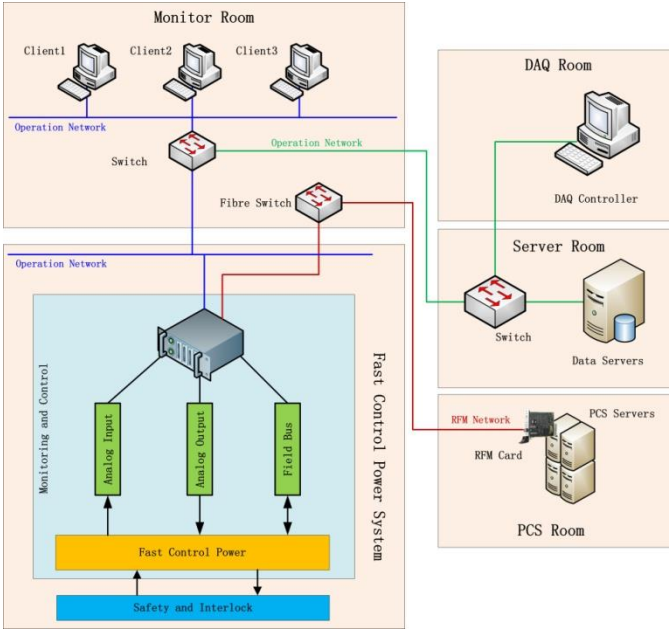 Monitor Room
Client1
Client2
Client3
Operation Network
Switch
Operation Network
Fibre Switch
DAQ Room
DAQ Controller
Server Room
Switch
Data Servers
Operation Network
Monitoring and Control
Fast Control Power System
Analog Input
Analog Output
Field Bus
Fast Control Power
Safety and Interlock
RFM Network
PCS Servers
RFM Card
PCS Room